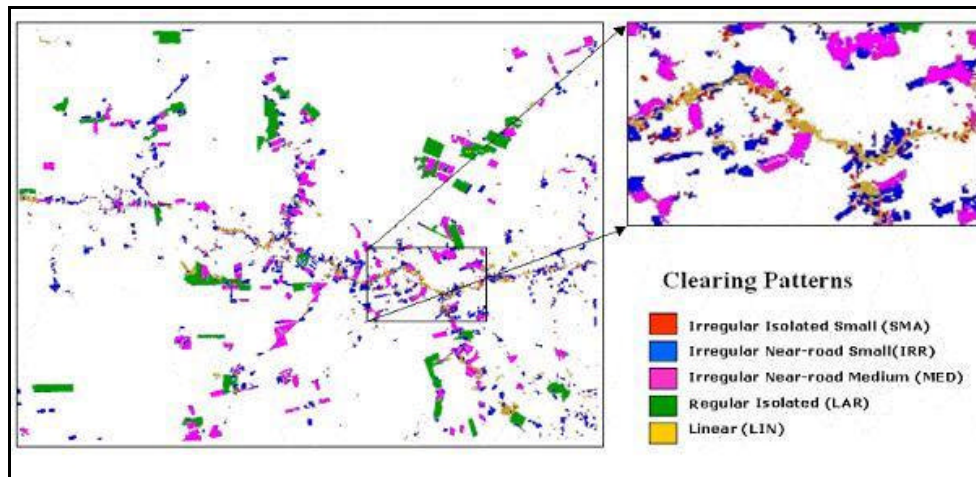 Clearing Patterns
Irregular Isolated Small (SMA)
Irregular Near-road Small(IRR)
Irregular Near-road Medium (MED)
Regular Isolated (LAR)
Linear (LIN)